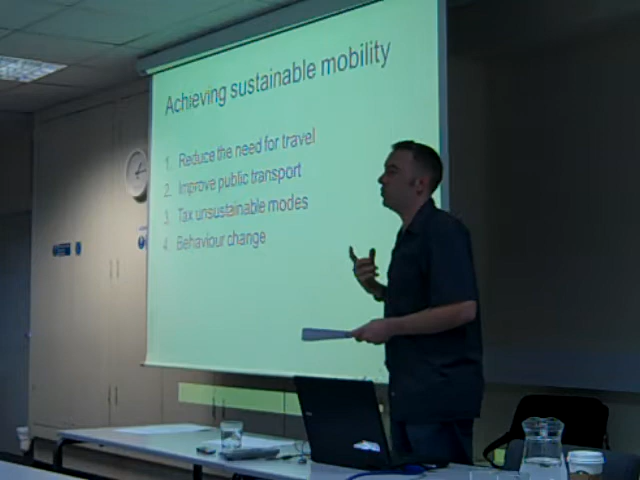 Achieving sustainable mobility
1. Reduce the need for travel
2. Improve public transport
3. Tax unsustainable modes
4. Behaviour change